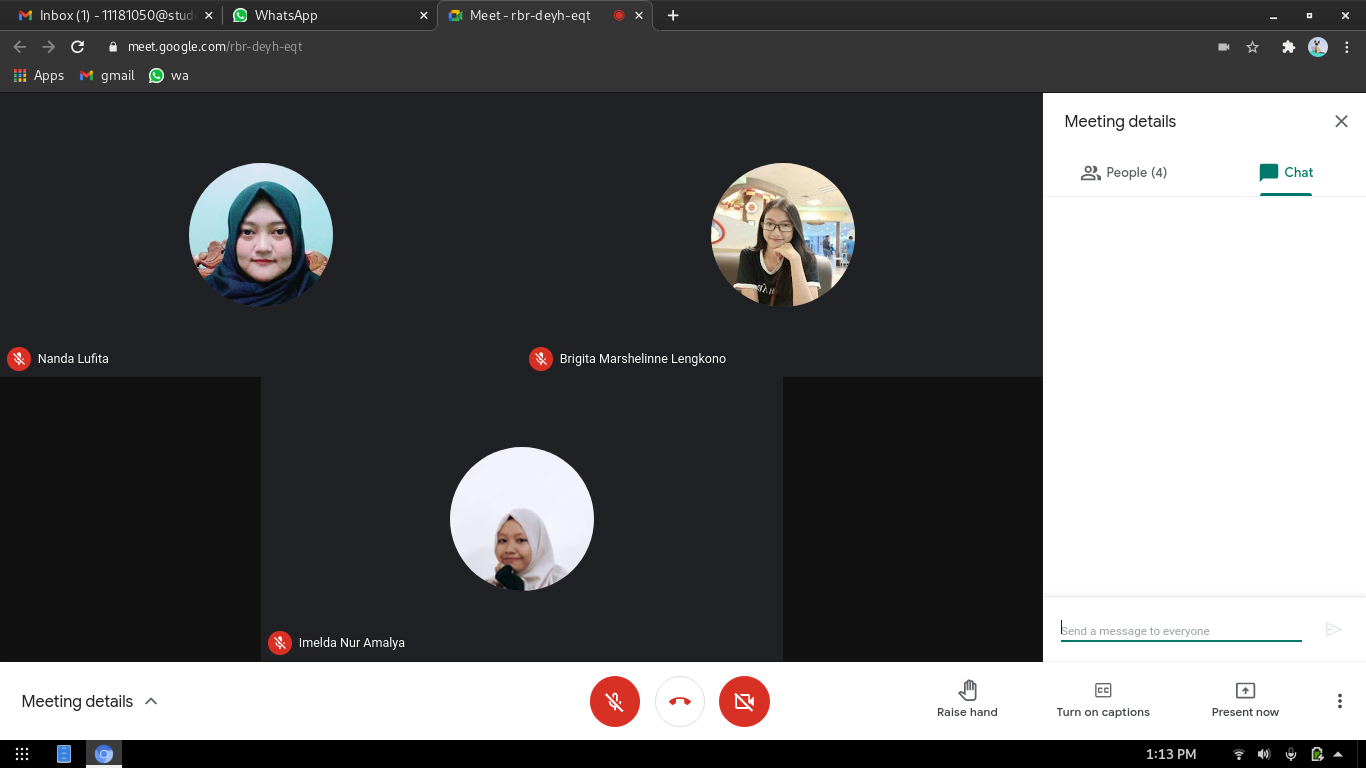 Inbox (1) - 11181050@stud
WhatsApp
Meet - rbr-deyh-eqt
meet.google.com/rbr-deyh-eqt
Apps
gmail
wa
Meeting details
People (4)
Chat
Nanda Lufita
Brigita Marshelinne Lengkono
Imelda Nur Amalya
Send a message to everyone
Meeting details
Raise hand
CC
Turn on captions
Present now
1:13 PM